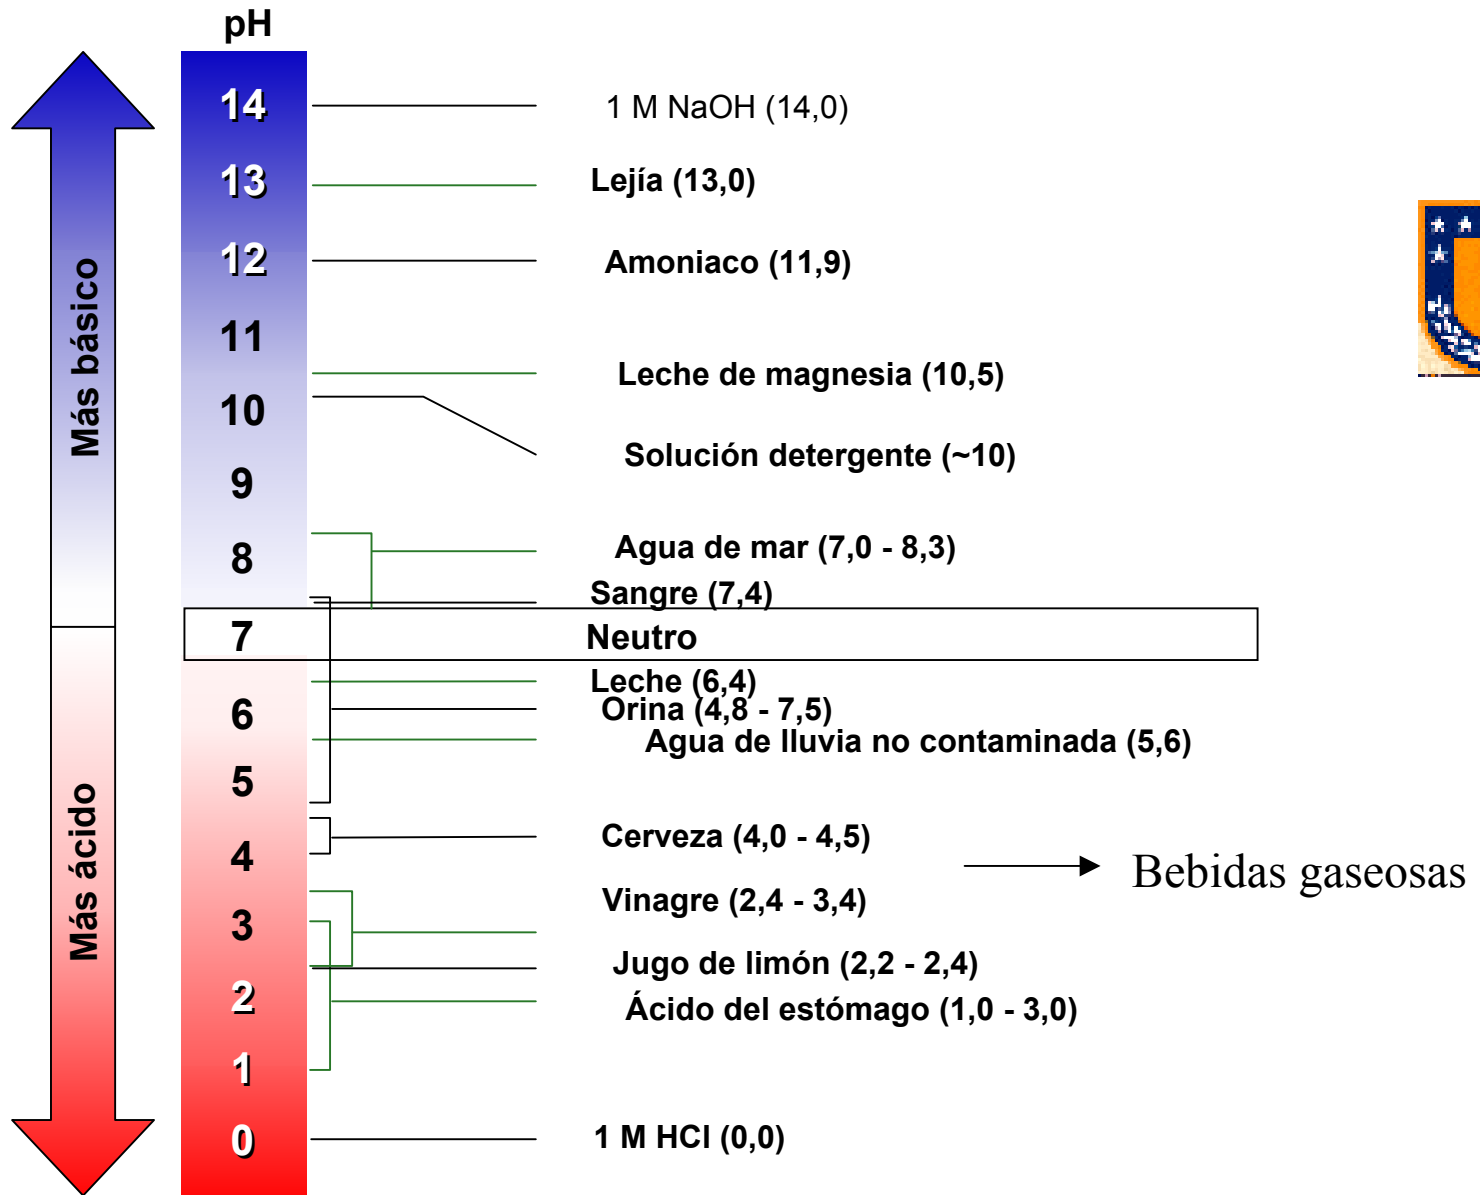 pH
14
1 M NaOH (14,0)
13
Lejía (13,0)
12
Amoniaco (11,9)
11
Leche de magnesia (10,5)
10
Solución detergente (~10)
9
8
Agua de mar (7,0 - 8,3)
Sangre (7,4)
7
Neutro
Leche (6,4)
6
Orina (4,8 - 7,5)
Agua de lluvia no contaminada (5,6)
5
Cerveza (4,0 - 4,5)
4
Bebidas gaseosas
Vinagre (2,4 - 3,4)
3
Jugo de limón (2,2 - 2,4)
2
Ácido del estómago (1,0 - 3,0)
1
0
1 M HCl (0,0)
Más básico
Más ácido